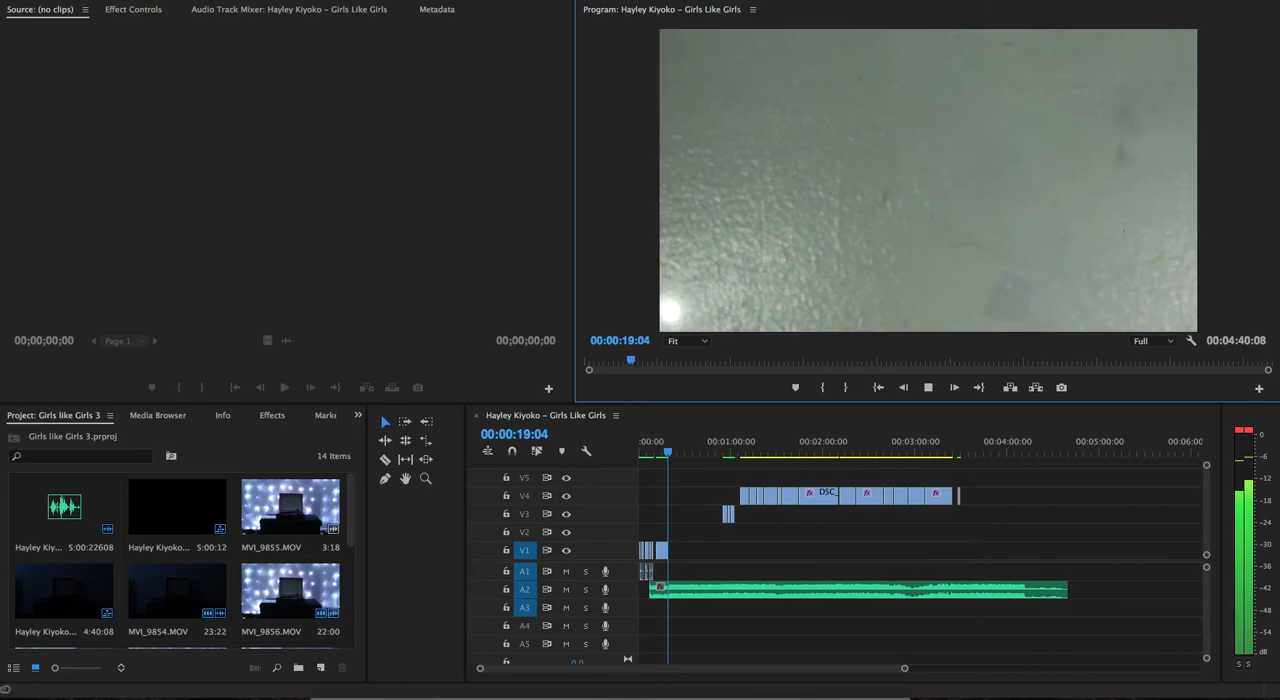 Source: (no clips)
Effect Controls
Audio Track Mixer: Hayley Kiyoko – Girls Like Girls
Metadata
Program: Hayley Kiyoko – Girls Like Girls
00;00;00;00
Page 1
00;00;00;00
00:00:19:04
Fit
Full
00:04:40:08
Project: Girls like Girls 3
Media Browser
Info
Effects
Marke
Girls like Girls 3.prproj
14 Items
Hayley Kiy...
5:00:22608
Hayley Kiyoko...
5:00:12
MVI_9855.MOV
3:18
Hayley Kiyoko...
4:40:08
MVI_9854.MOV
23:22
MVI_9856.MOV
22:00
Hayley Kiyoko – Girls Like Girls
00:00:19:04
:00:00
00:01:00:00
00:02:00:00
00:03:00:00
00:04:00:00
00:05:00:00
00:06:0
V5
V4
DSC_
V3
V2
V1
A1 M S
A2 M S
A3 M S
A4 M S
A5 M S
0.0
0
-6
-12
-18
-24
-30
-36
-42
-48
-54
dB
S S